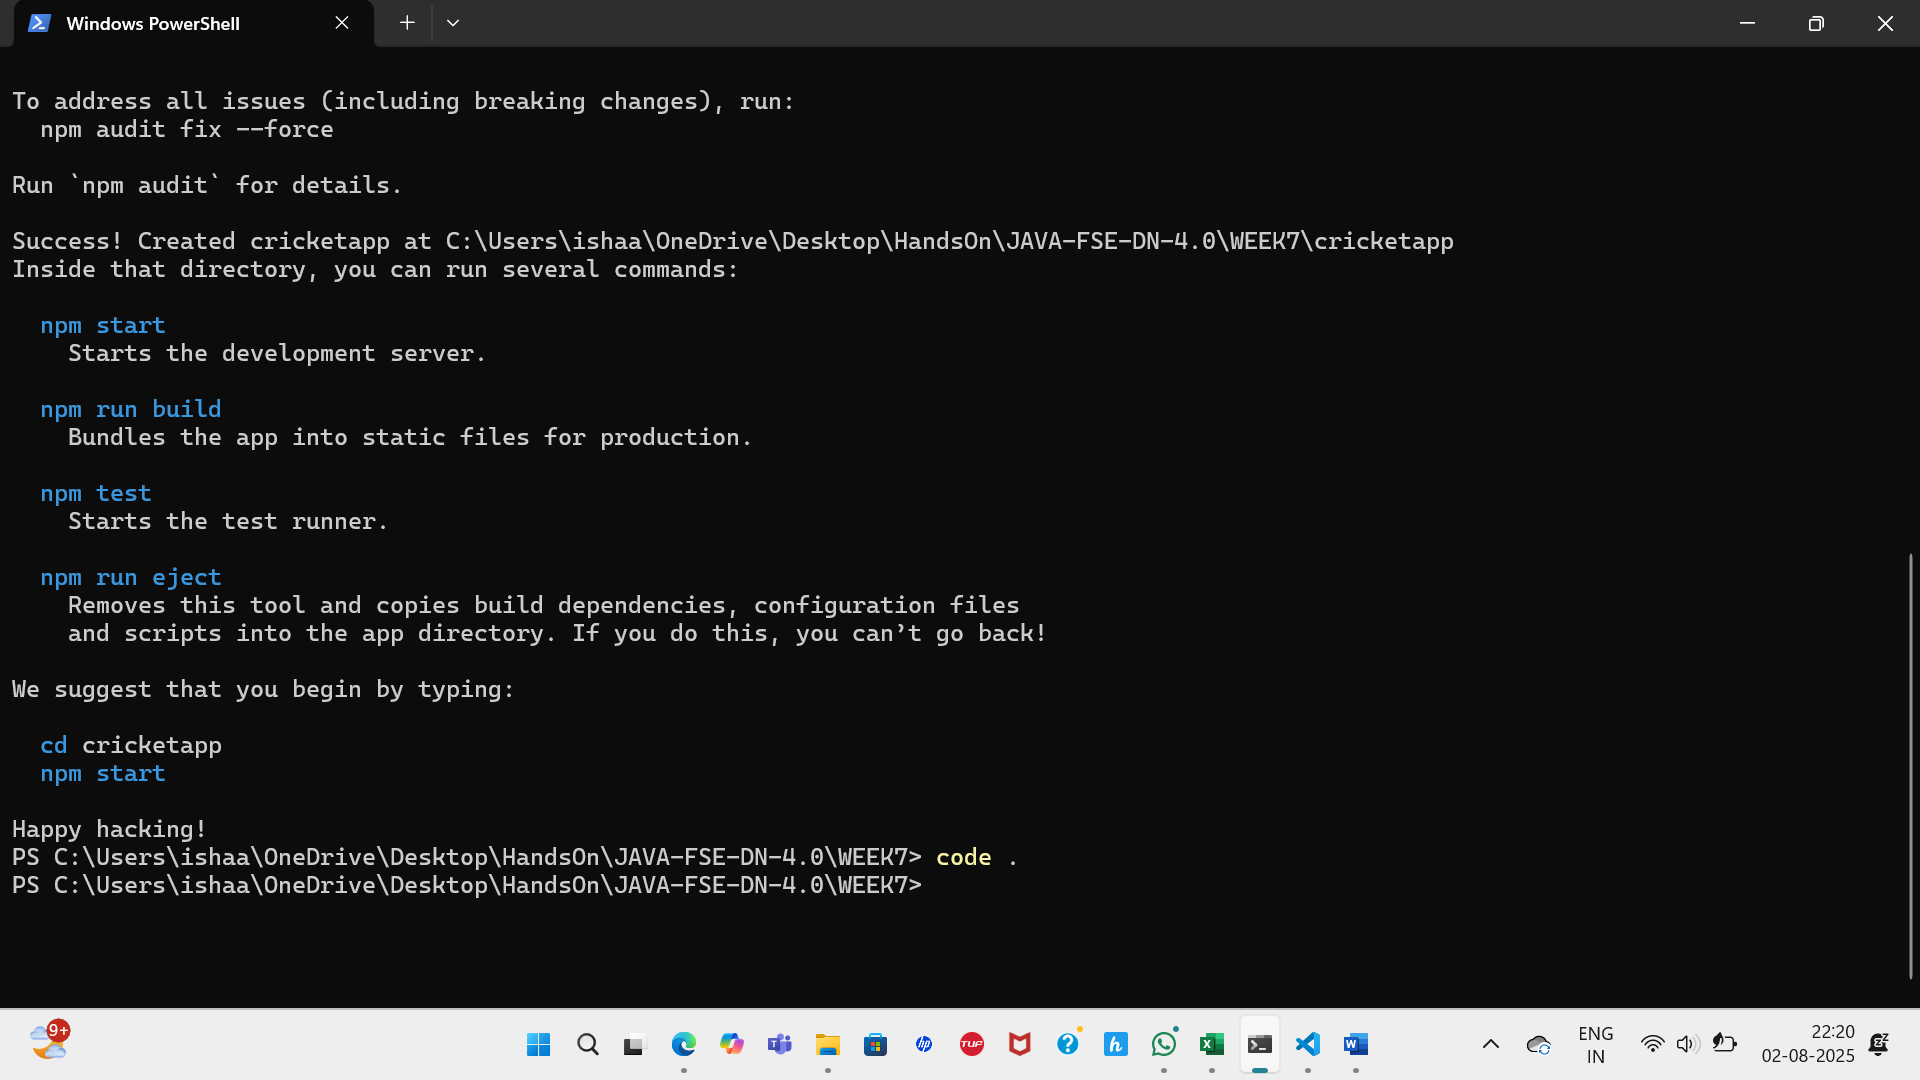 Windows PowerShell
To address all issues (including breaking changes), run:
npm audit fix --force
Run `npm audit` for details.
Success! Created cricketapp at C:\Users\ishaa\OneDrive\Desktop\HandsOn\JAVA-FSE-DN-4.0\WEEK7\cricketapp
Inside that directory, you can run several commands:
npm start
Starts the development server.
npm run build
Bundles the app into static files for production.
npm test
Starts the test runner.
npm run eject
Removes this tool and copies build dependencies, configuration files
and scripts into the app directory. If you do this, you can’t go back!
We suggest that you begin by typing:
cd cricketapp
npm start
Happy hacking!
PS C:\Users\ishaa\OneDrive\Desktop\HandsOn\JAVA-FSE-DN-4.0\WEEK7> code .
PS C:\Users\ishaa\OneDrive\Desktop\HandsOn\JAVA-FSE-DN-4.0\WEEK7>
9+
hp
TUF
ENG
IN
22:20
02-08-2025